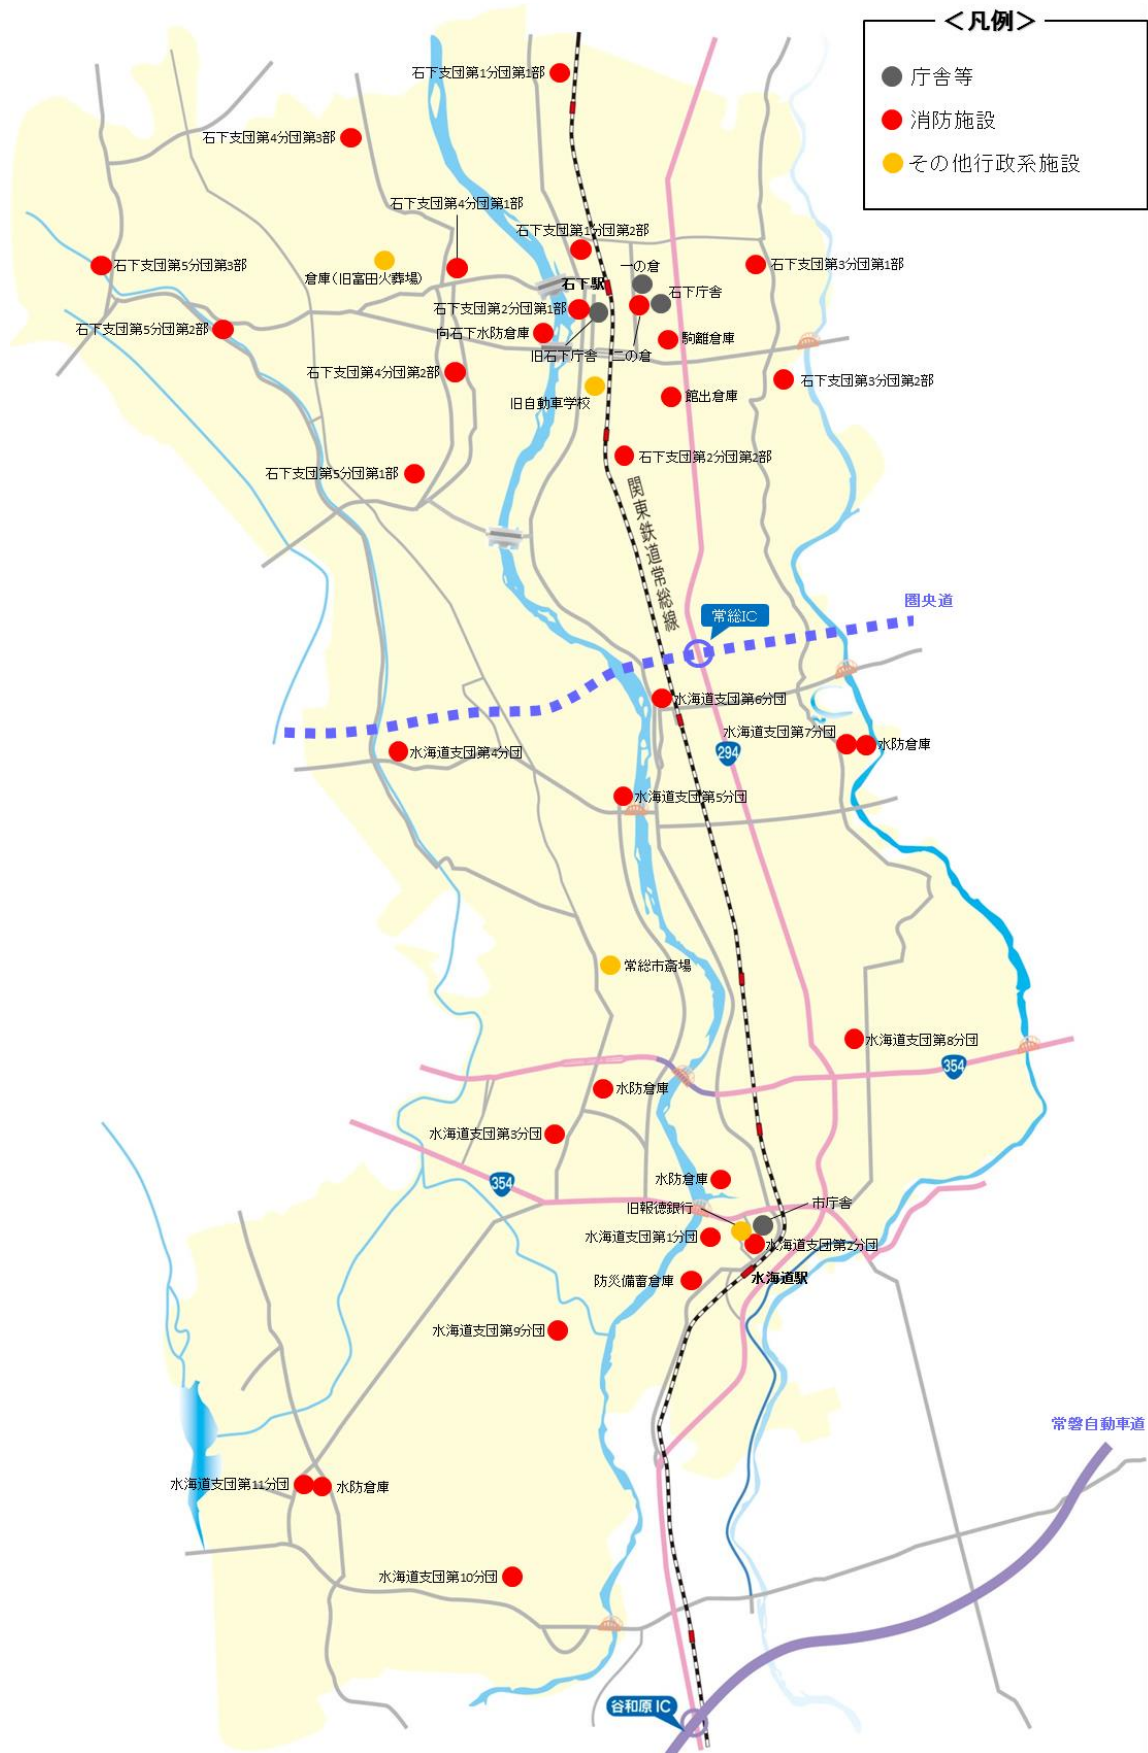 ＜凡例＞
庁舎等
消防施設
その他行政系施設
石下支団第1分団第1部
石下支団第4分団第3部
石下支団第4分団第1部
石下支団第1分団第2部
石下支団第5分団第3部
倉庫(旧富田火葬場)
一の倉
石下支団第3分団第1部
石下駅
石下庁舎
石下支団第2分団第1部
石下支団第5分団第2部
向石下水防倉庫
駒離倉庫
旧石下庁舎
二の倉
石下支団第4分団第2部
石下支団第3分団第2部
旧自動車学校
館出倉庫
石下支団第2分団第2部
石下支団第5分団第1部
関東鉄道常総線
圏央道
常総IC
水海道支団第6分団
水海道支団第7分団
水防倉庫
水海道支団第4分団
294
水海道支団第5分団
常総市斎場
水海道支団第8分団
354
水防倉庫
水海道支団第3分団
354
水防倉庫
旧報徳銀行
市庁舎
水海道支団第1分団
水海道支団第2分団
防災備蓄倉庫
水海道駅
水海道支団第9分団
常磐自動車道
水海道支団第11分団
水防倉庫
水海道支団第10分団
谷和原 IC